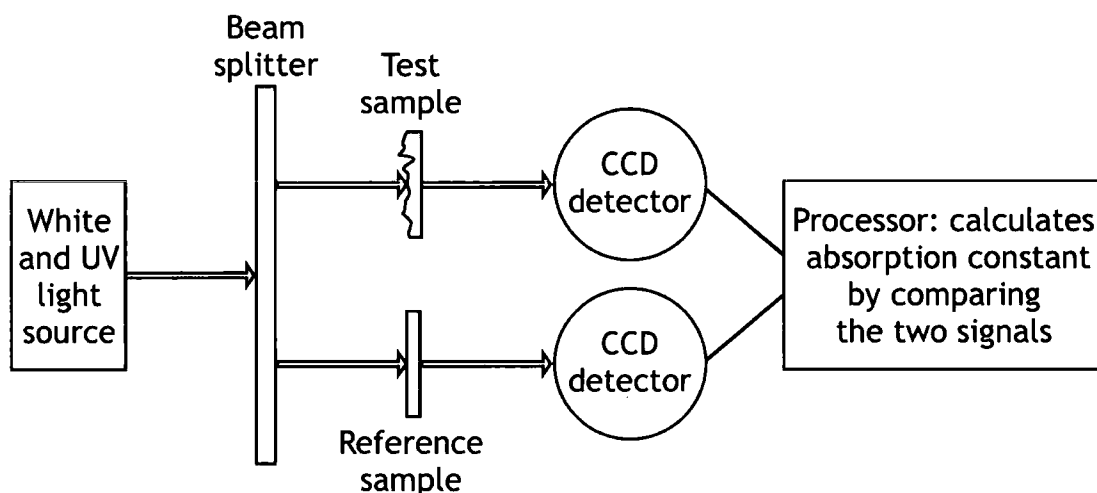 Beam
splitter
Test
sample
White
and UV
light
source
CCD
detector
Processor: calculates
absorption constant
by comparing
the two signals
CCD
detector
Reference
sample